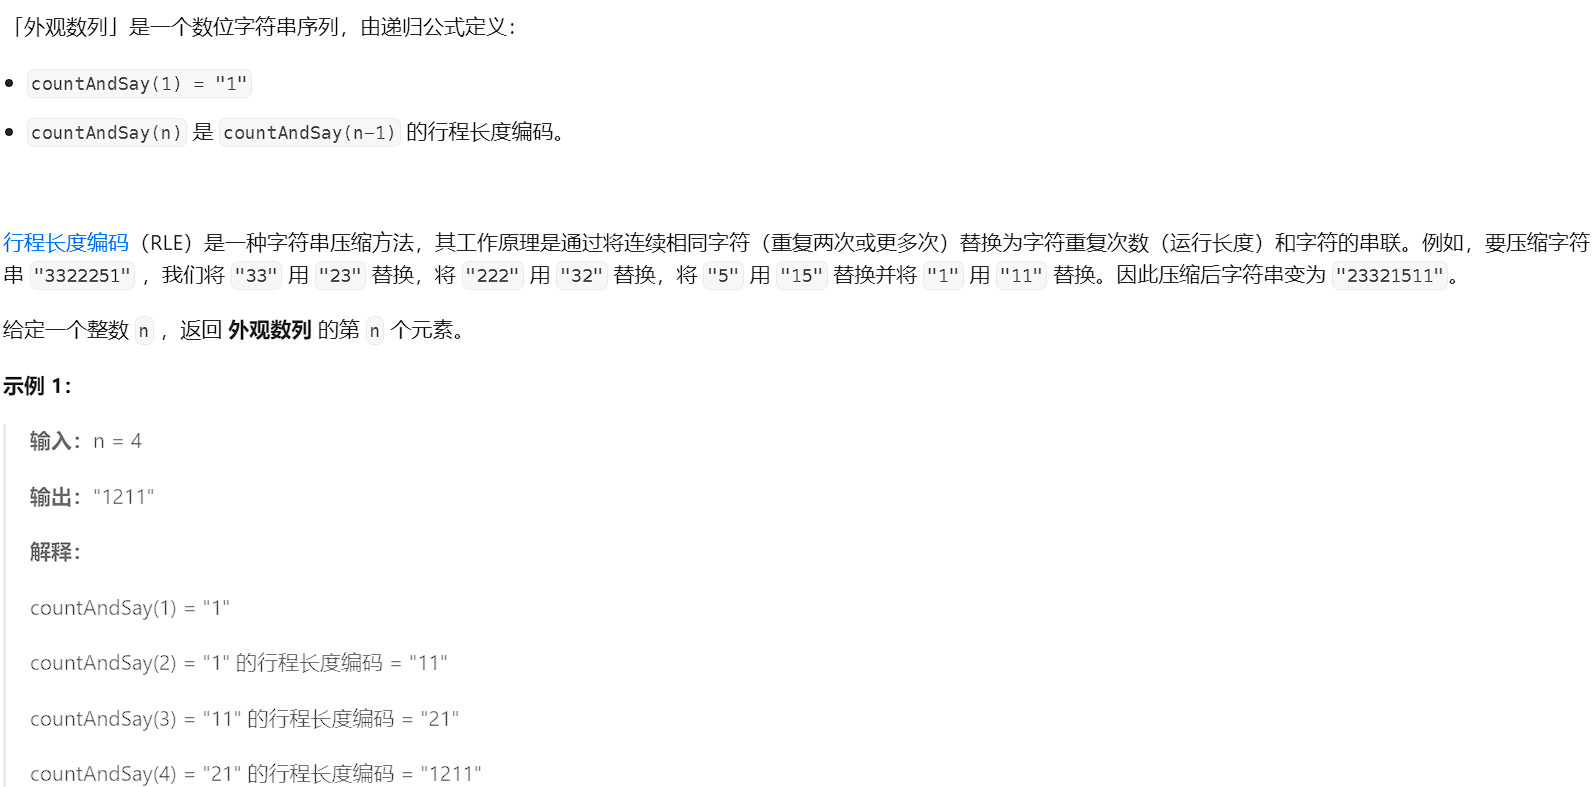 「外观数列」是一个数位字符串序列，由递归公式定义：
countAndSay(1) = "1"
countAndSay(n) 是 countAndSay(n-1) 的行程长度编码。
行程长度编码（RLE）是一种字符串压缩方法，其工作原理是通过将连续相同字符（重复两次或更多次）替换为字符重复次数（运行长度）和字符的串联。例如，要压缩字符
串 "3322251" ，我们将 "33" 用 "23" 替换，将 "222" 用 "32" 替换，将 "5" 用 "15" 替换并将 "1" 用 "11" 替换。因此压缩后字符串变为 "23321511"。
给定一个整数 n ，返回 外观数列 的第 n 个元素。
示例 1：
输入：n = 4
输出："1211"
解释：
countAndSay(1) = "1"
countAndSay(2) = "1" 的行程长度编码 = "11"
countAndSay(3) = "11" 的行程长度编码 = "21"
countAndSay(4) = "21" 的行程长度编码 = "1211"